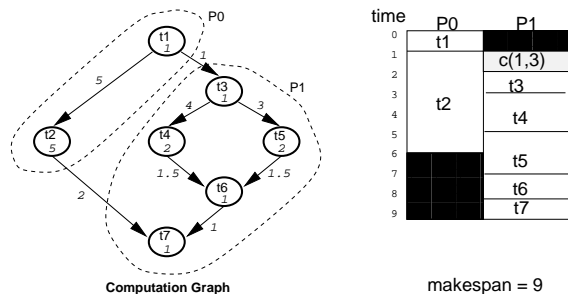 P0
t1
1
5
1
P1
t3
1
4
3
t2
5
t4
2
t5
2
1.5
1.5
t6
1
2
1
t7
1
Computation Graph
time
P0
P1
0
t1
1
c(1,3)
2
t3
t2
3
t4
4
5
t5
6
7
t6
8
t7
9
makespan = 9